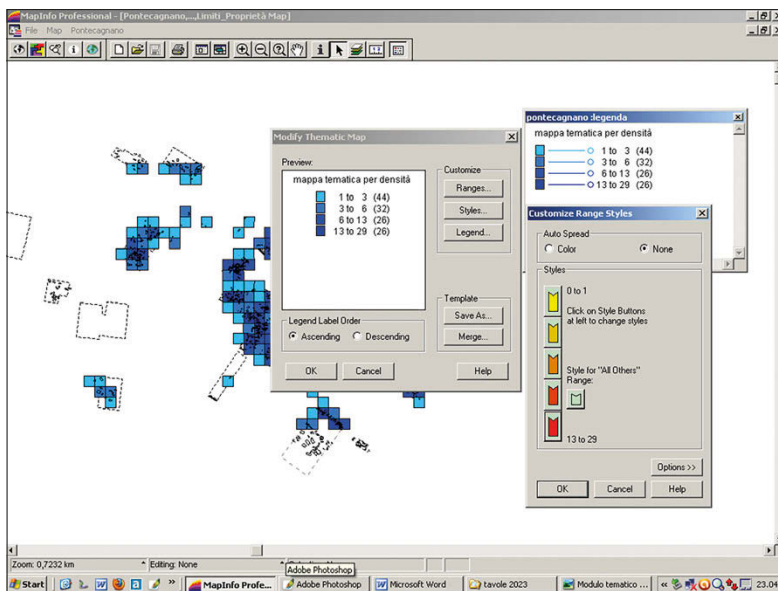 MapInfo Professional - [Pontecagnano,...,Limiti_Proprietà Map]
File Map Pontecagnano
Modify Thematic Map
Preview:
mappa tematica per densità
1 to 3 (44)
3 to 6 (32)
6 to 13 (26)
13 to 29 (26)
Customize
Ranges...
Styles...
Legend...
Template
Save As...
Merge...
Legend Label Order
Ascending Descending
OK Cancel Help
pontecagnano :legenda
mappa tematica per densità
1 to 3 (44)
3 to 6 (32)
6 to 13 (26)
13 to 29 (26)
Customize Range Styles
Auto Spread
Color None
Styles
0 to 1
Click on Style Buttons
at left to change styles
Style for "All Others"
Range:
13 to 29
Options >>
OK Cancel Help
Zoom: 0,7232 km Editing: None
Adobe Photoshop
Start MapInfo Profe... Adobe Photoshop Microsoft Word tavole 2023 Modulo tematico ... 23.04